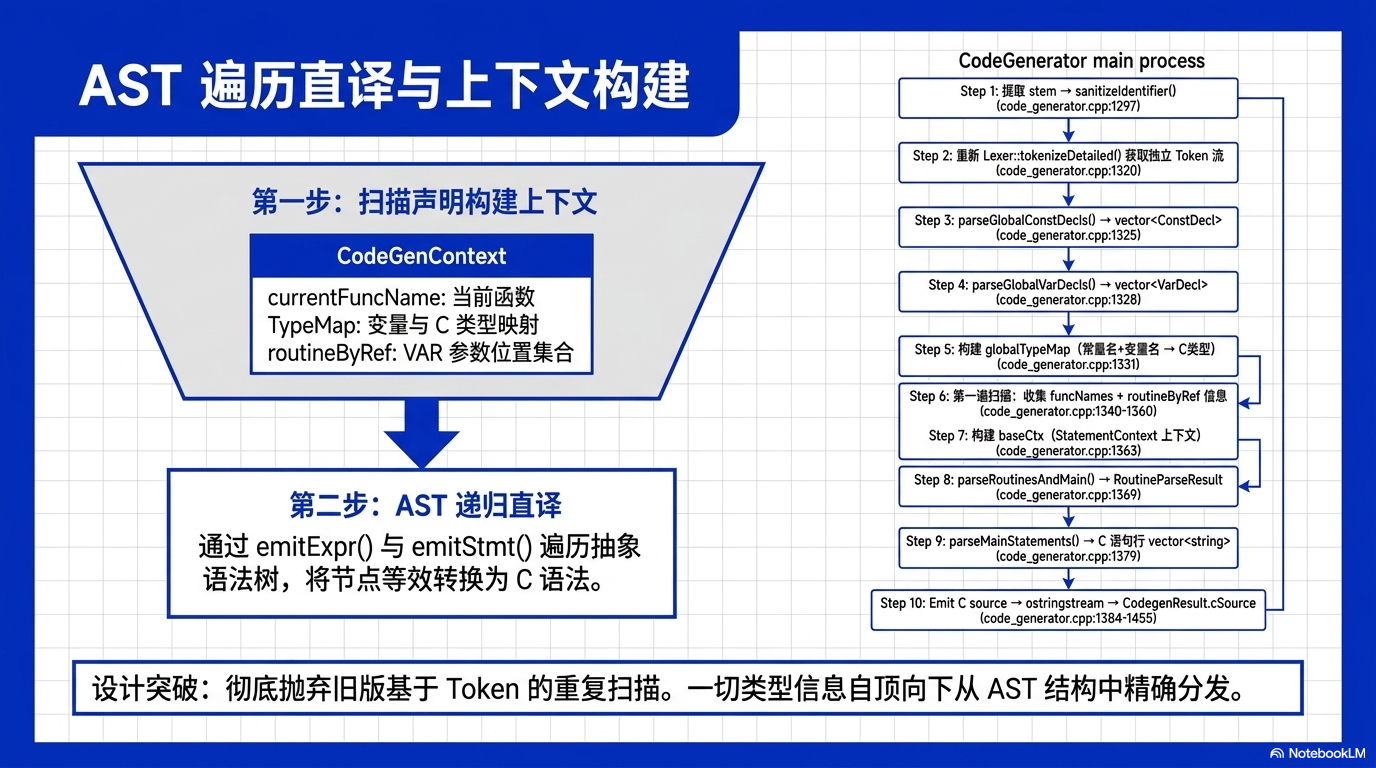 AST 遍历直译与上下文构建
第一步：扫描声明构建上下文
CodeGenContext
currentFuncName: 当前函数
TypeMap: 变量与 C 类型映射
routineByRef: VAR 参数位置集合
第二步：AST 递归直译
通过 emitExpr() 与 emitStmt() 遍历抽象
语法树，将节点等效转换为 C 语法。
CodeGenerator main process
Step 1: 提取 stem → sanitizeIdentifier()
(code_generator.cpp:1297)
Step 2: 重新 Lexer::tokenizeDetailed() 获取独立 Token 流
(code_generator.cpp:1320)
Step 3: parseGlobalConstDecls() → vector<ConstDecl>
(code_generator.cpp:1325)
Step 4: parseGlobalVarDecls() → vector<VarDecl>
(code_generator.cpp:1328)
Step 5: 构建 globalTypeMap（常量名+变量名 → C类型）
(code_generator.cpp:1331)
Step 6: 第一遍扫描：收集 funcNames + routineByRef 信息
(code_generator.cpp:1340-1360)
Step 7: 构建 baseCtx（StatementContext 上下文）
(code_generator.cpp:1363)
Step 8: parseRoutinesAndMain() → RoutineParseResult
(code_generator.cpp:1369)
Step 9: parseMainStatements() → C 语句行 vector<string>
(code_generator.cpp:1379)
Step 10: Emit C source → ostringstream → CodegenResult.cSource
(code_generator.cpp:1384-1455)
设计突破：彻底抛弃旧版基于 Token 的重复扫描。一切类型信息自顶向下从 AST 结构中精确分发。
NotebookLM